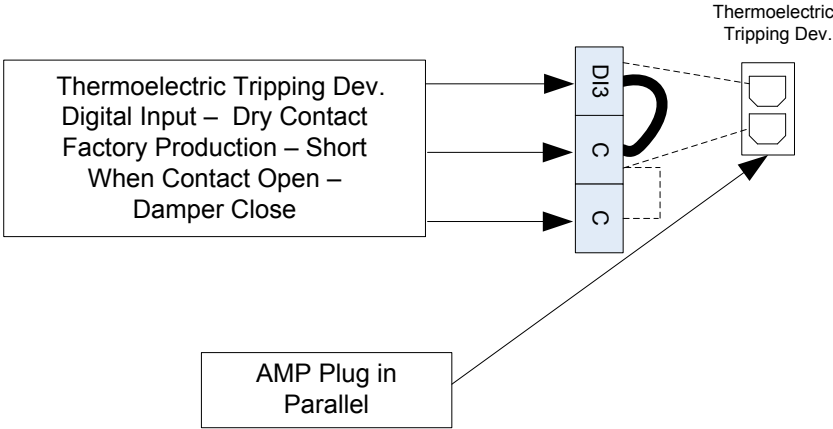 Thermoelectric
Tripping Dev.
Thermoelectric Tripping Dev.
Digital Input – Dry Contact
Factory Production – Short
When Contact Open –
Damper Close
DI3
C
C
AMP Plug in
Parallel